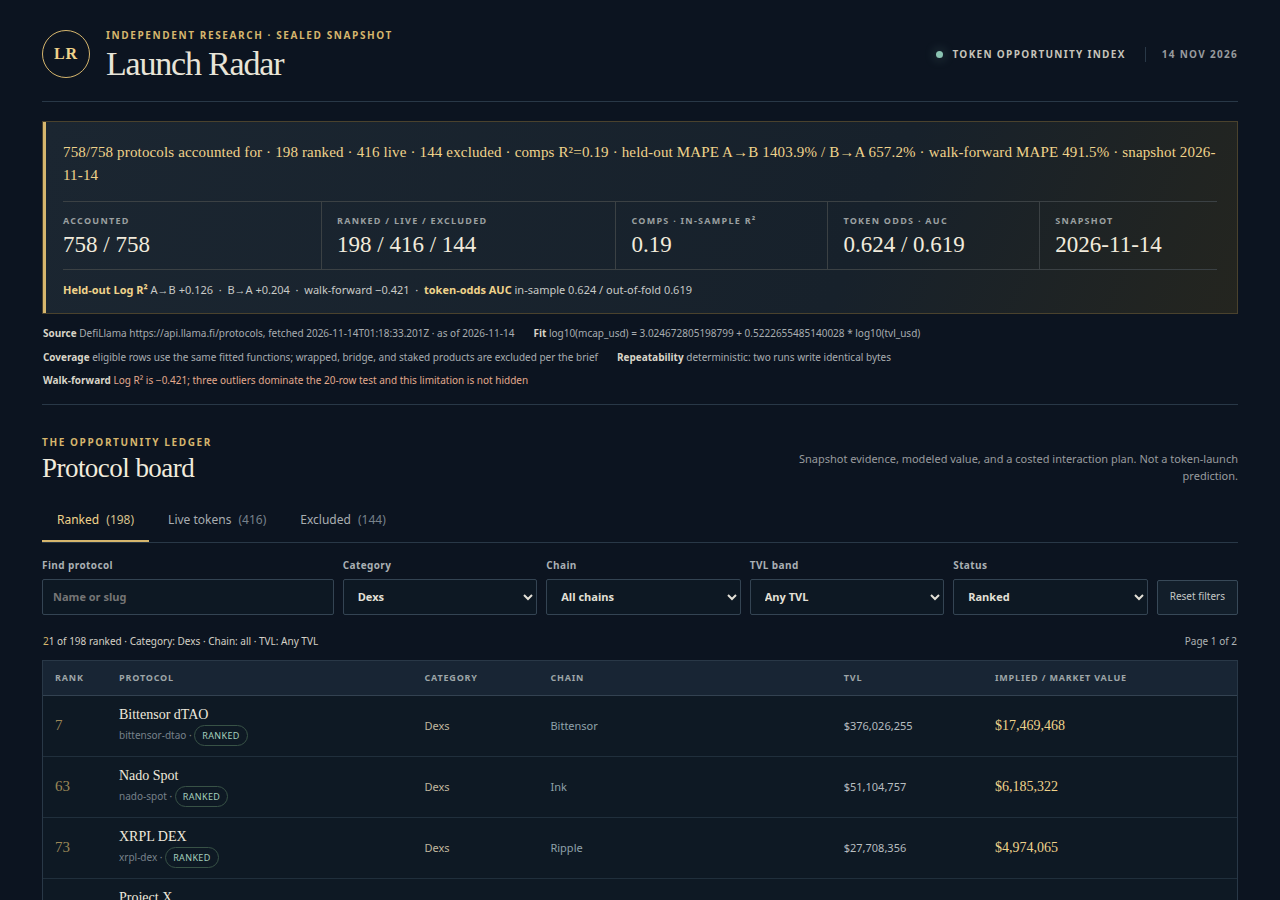 LR
INDEPENDENT RESEARCH · SEALED SNAPSHOT
Launch Radar
TOKEN OPPORTUNITY INDEX
14 NOV 2026
758/758 protocols accounted for · 198 ranked · 416 live · 144 excluded · comps R²=0.19 · held-out MAPE A→B 1403.9% / B→A 657.2% · walk-forward MAPE 491.5% · snapshot 2026-
11-14
ACCOUNTED
758 / 758
RANKED / LIVE / EXCLUDED
198 / 416 / 144
COMPS · IN-SAMPLE R²
0.19
TOKEN ODDS · AUC
0.624 / 0.619
SNAPSHOT
2026-11-14
Held-out Log R² A→B +0.126 · B→A +0.204 · walk-forward −0.421 · token-odds AUC in-sample 0.624 / out-of-fold 0.619
Source DefiLlama https://api.llama.fi/protocols, fetched 2026-11-14T01:18:33.201Z · as of 2026-11-14 Fit log10(mcap_usd) = 3.024672805198799 + 0.5222655485140028 * log10(tvl_usd)
Coverage eligible rows use the same fitted functions; wrapped, bridge, and staked products are excluded per the brief Repeatability deterministic: two runs write identical bytes
Walk-forward Log R² is −0.421; three outliers dominate the 20-row test and this limitation is not hidden
THE OPPORTUNITY LEDGER
Protocol board
Snapshot evidence, modeled value, and a costed interaction plan. Not a token-launch
prediction.
Ranked (198) Live tokens (416) Excluded (144)
Find protocol Category Chain TVL band Status
Name or slug Dexs All chains Any TVL Ranked Reset filters
21 of 198 ranked · Category: Dexs · Chain: all · TVL: Any TVL
Page 1 of 2
RANK PROTOCOL CATEGORY CHAIN TVL IMPLIED / MARKET VALUE
7 Bittensor dTAO Dexs Bittensor $376,026,255 $17,469,468
bittensor-dtao · RANKED
63 Nado Spot Dexs Ink $51,104,757 $6,185,322
nado-spot · RANKED
73 XRPL DEX Dexs Ripple $27,708,356 $4,974,065
xrpl-dex · RANKED
Project X